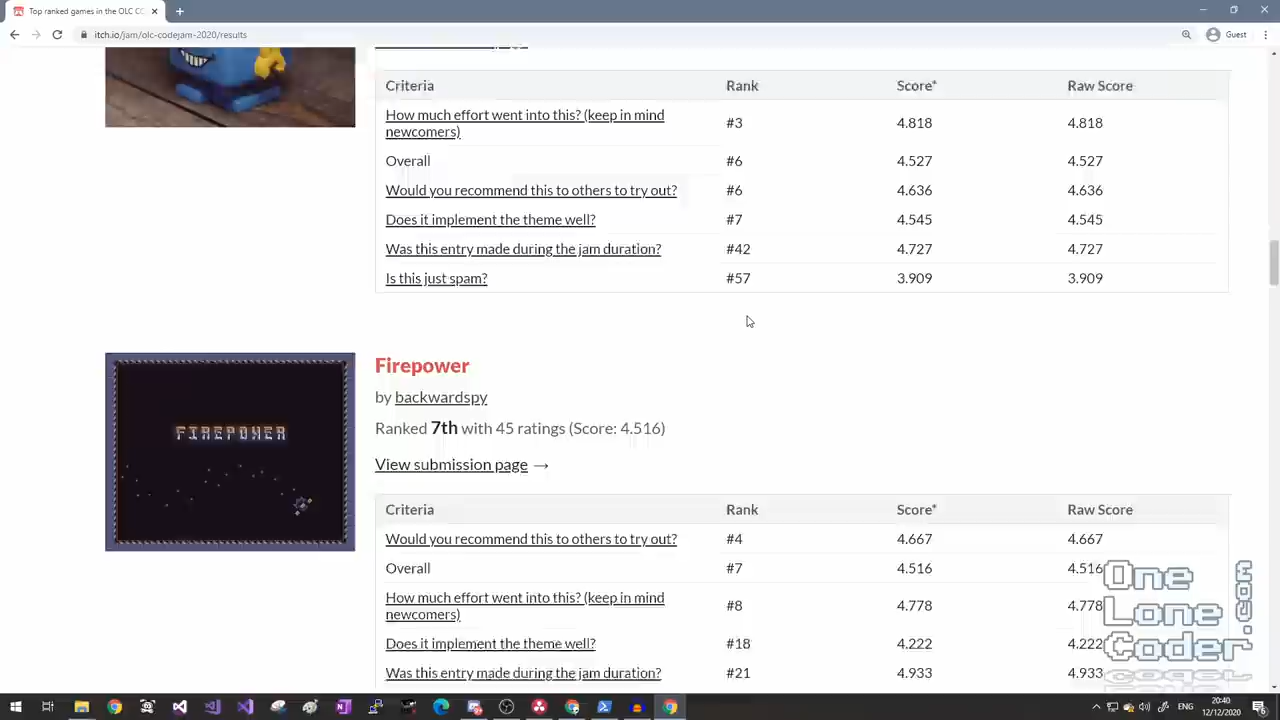 Top ranked games in the OLC CC
itch.io/jam/olc-codejam-2020/results
Guest
Criteria Rank Score* Raw Score
How much effort went into this? (keep in mind
newcomers) #3 4.818 4.818
Overall #6 4.527 4.527
Would you recommend this to others to try out? #6 4.636 4.636
Does it implement the theme well? #7 4.545 4.545
Was this entry made during the jam duration? #42 4.727 4.727
Is this just spam? #57 3.909 3.909
FIREPOWER
Firepower
by backwardspy
Ranked 7th with 45 ratings (Score: 4.516)
View submission page →
Criteria Rank Score* Raw Score
Would you recommend this to others to try out? #4 4.667 4.667
Overall #7 4.516 4.516
How much effort went into this? (keep in mind
newcomers) #8 4.778 4.778
Does it implement the theme well? #18 4.222 4.222
Was this entry made during the jam duration? #21 4.933 4.933
One
Lone
Coder
.com
ENG
20:40
12/12/2020